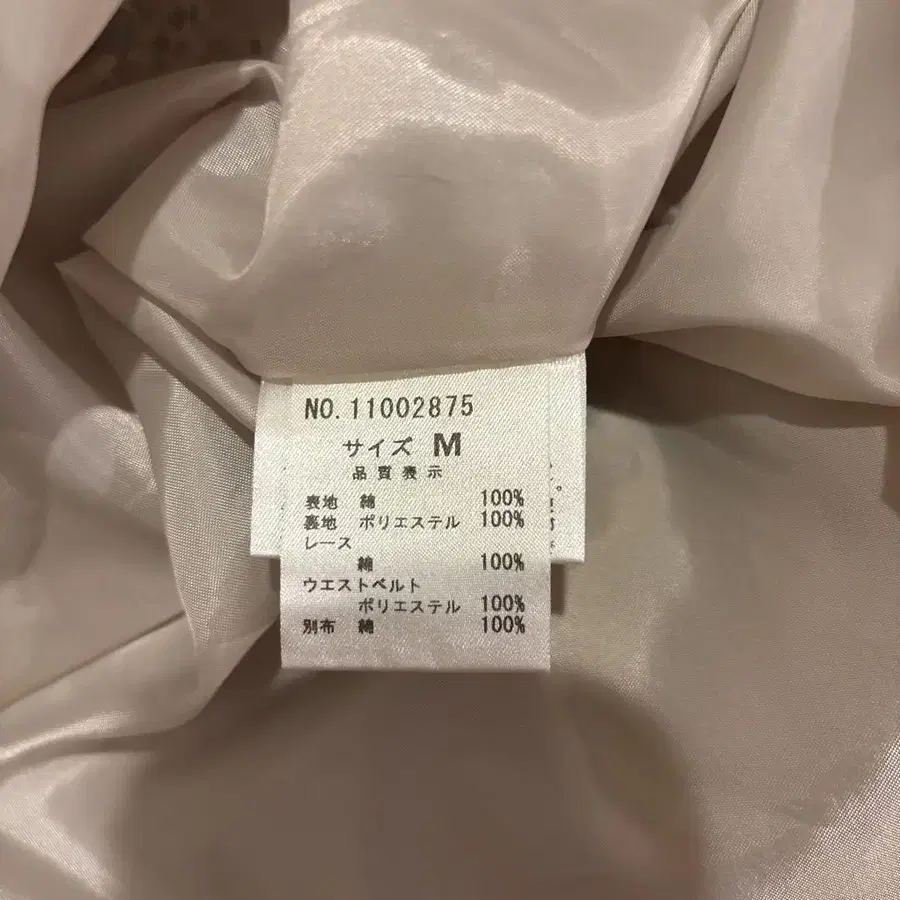 NO.11002875
サイズ M
品質表示
表地 綿 100%
裏地 ポリエステル 100%
レース
綿 100%
ウエストベルト
ポリエステル 100%
別布 綿 100%